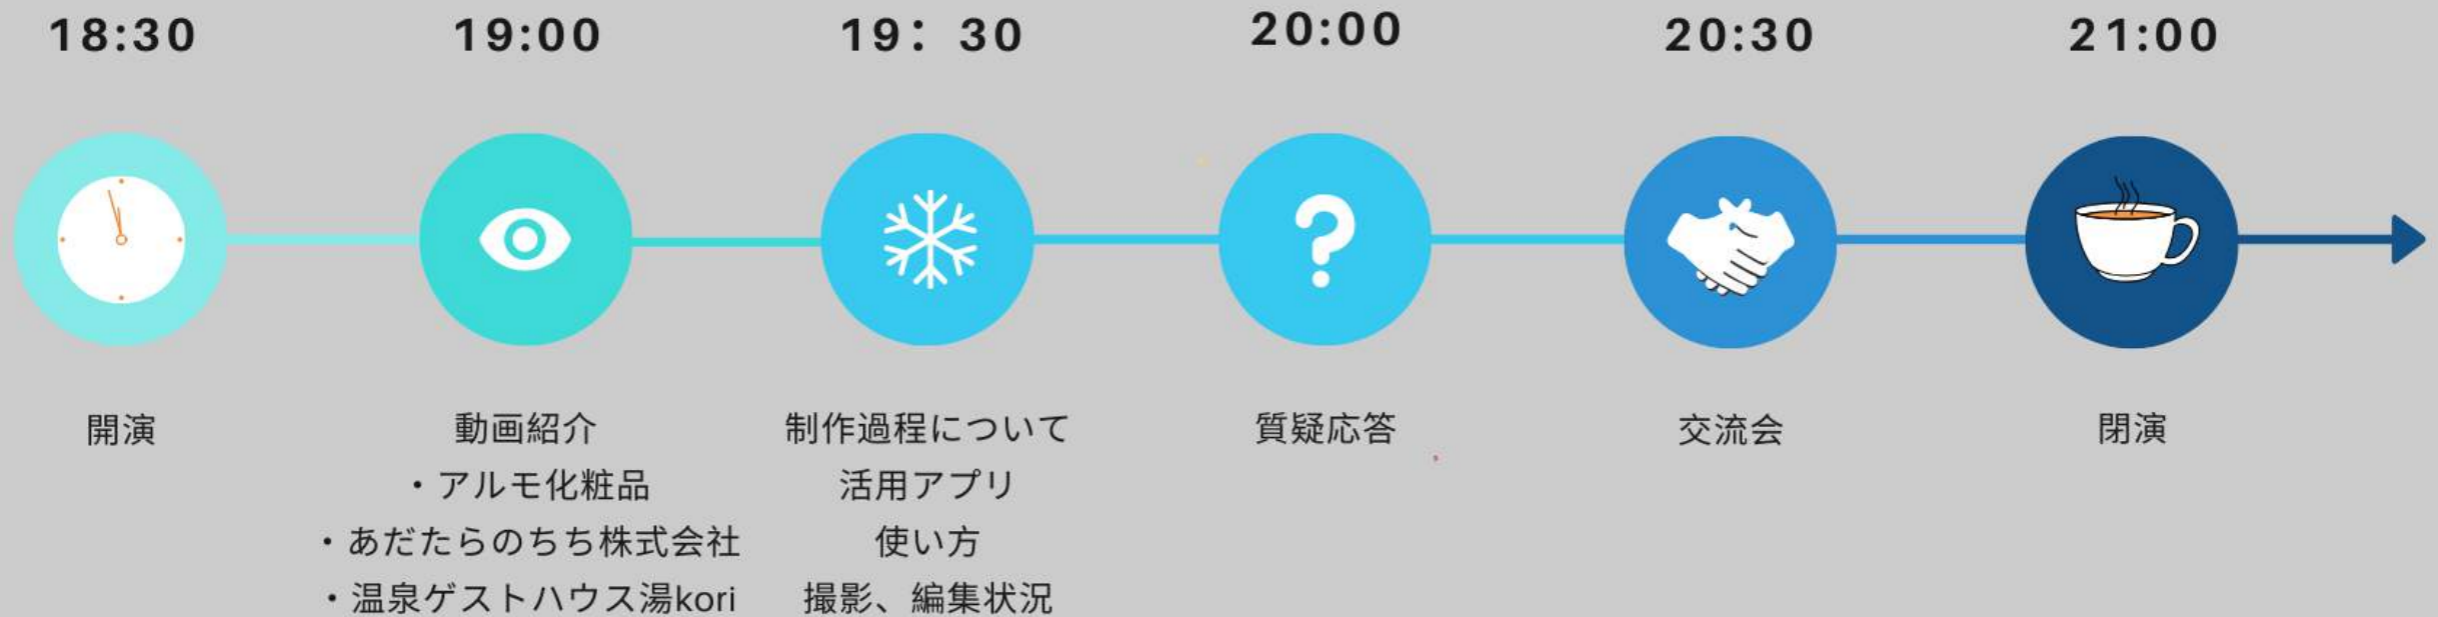 18:30
19:00
19：30
20:00
20:30
21:00
開演
動画紹介
・アルモ化粧品
・あだたらのちち株式会社
・温泉ゲストハウス湯kori
制作過程について
活用アプリ
使い方
撮影、編集状況
質疑応答
交流会
閉演